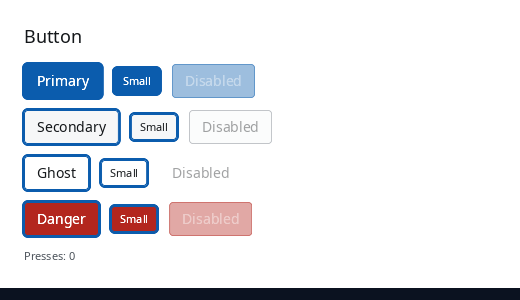 Button
Primary Small Disabled
Secondary Small Disabled
Ghost Small Disabled
Danger Small Disabled
Presses: 0